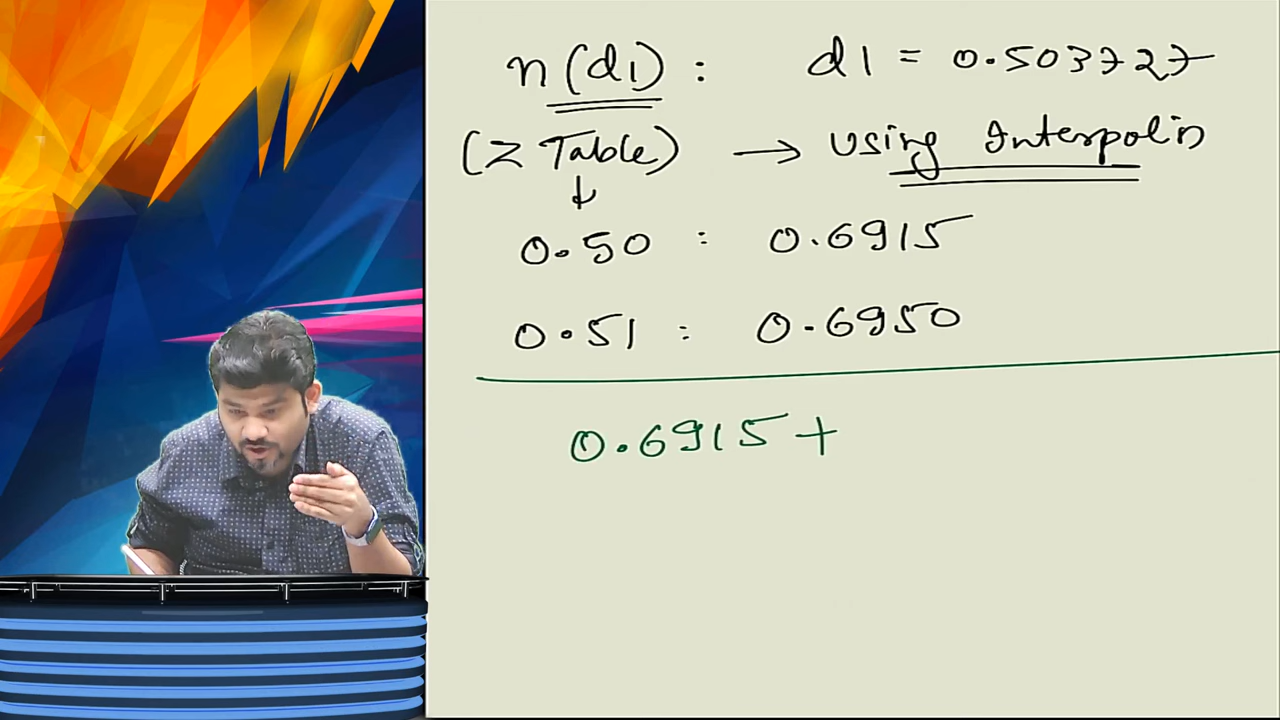 n(d1) : d1 = 0.503727
(Z Table) → Using Interpolin
↓
0.50 : 0.6915
0.51 : 0.6950
0.6915 +